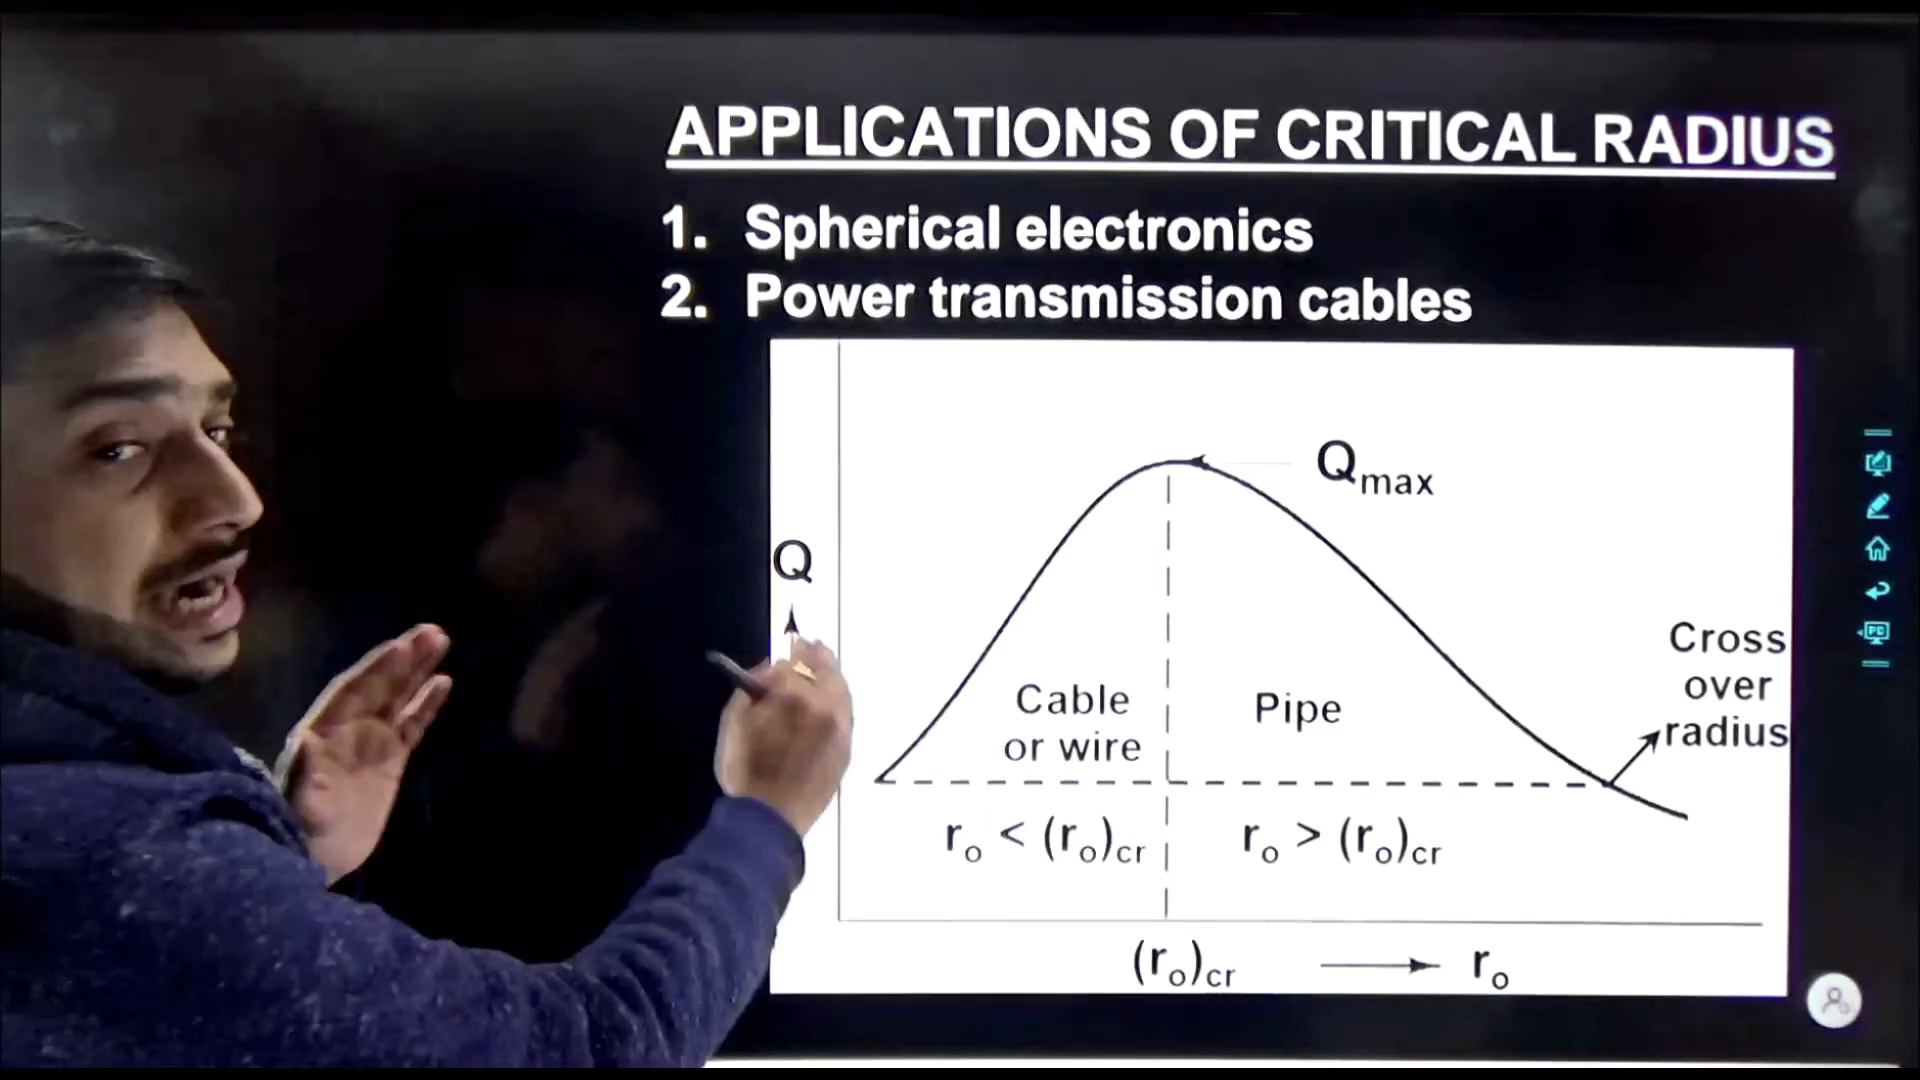 APPLICATIONS OF CRITICAL RADIUS
1. Spherical electronics
2. Power transmission cables
Qmax
Q
Cross
over
radius
Cable
or wire
Pipe
ro < (ro)cr
ro > (ro)cr
(ro)cr
ro
PC